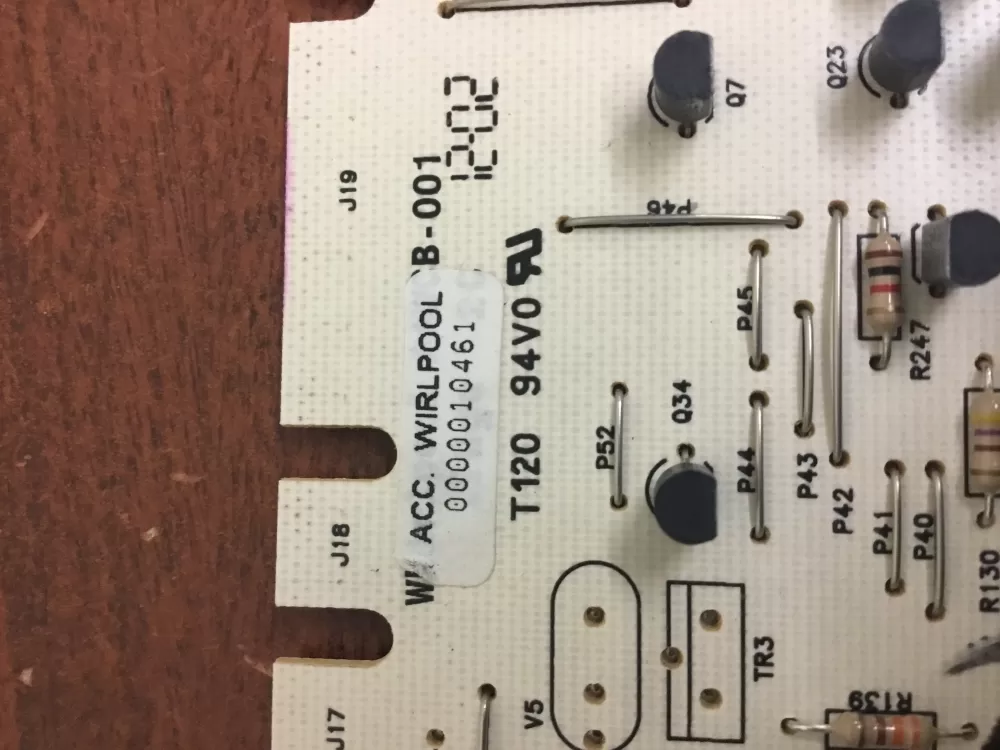 J19
J18
J17
B-001
1202
ACC. WIRLPOOL
0000010461
T120 94V0
Q7
Q23
P48
P45
P44
P43
P42
P41
P40
P52
Q34
R247
R130
R139
V5
TR3